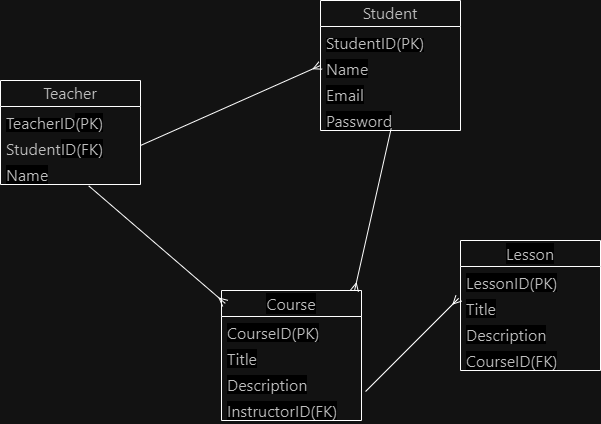 Student
StudentID(PK)
Name
Email
Password
Teacher
TeacherID(PK)
StudentID(FK)
Name
Lesson
LessonID(PK)
Title
Description
CourseID(FK)
Course
CourseID(PK)
Title
Description
InstructorID(FK)